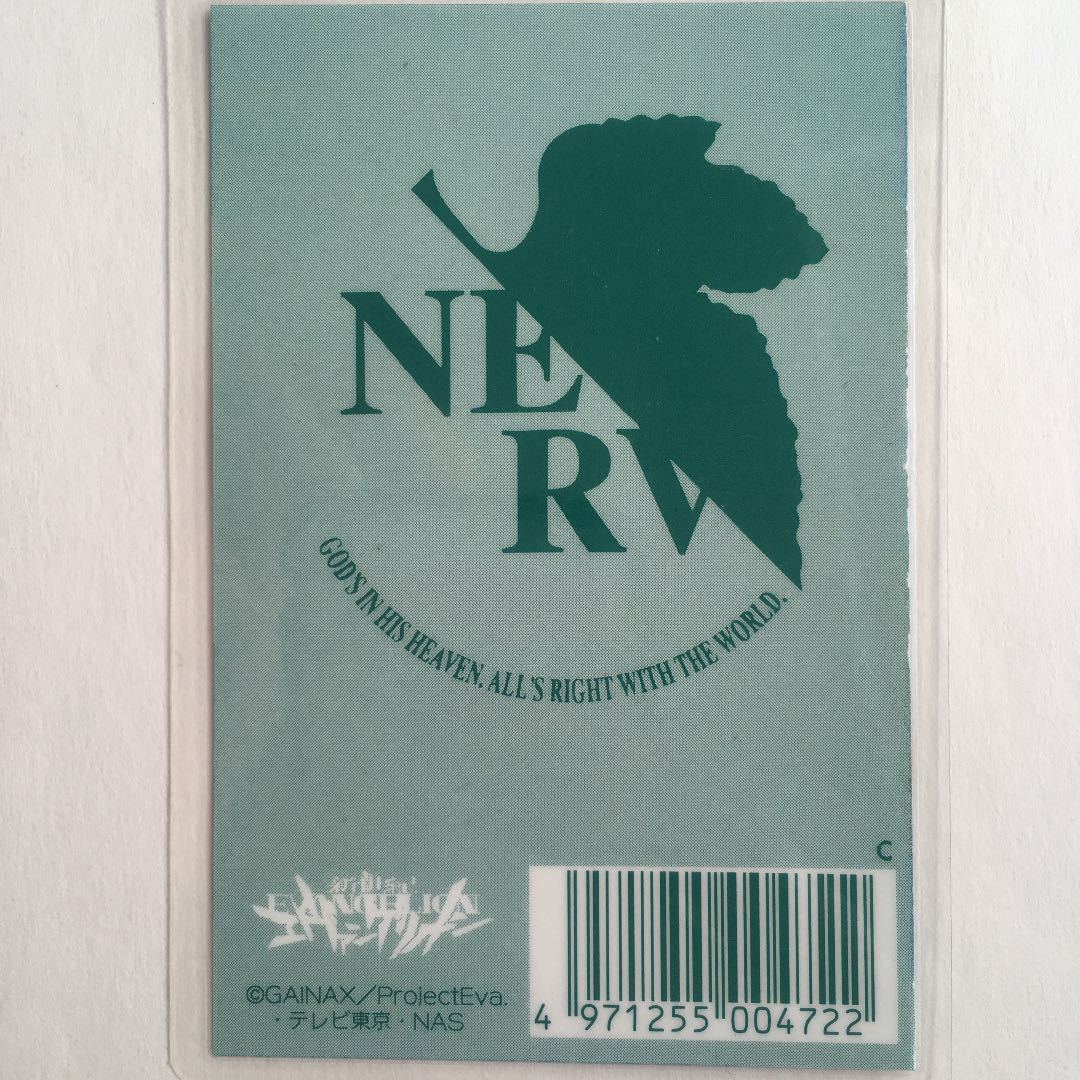 NE
RV
GOD'S IN HIS HEAVEN. ALL'S RIGHT WITH THE WORLD.
C
新世紀
EVANGELION
エヴァンゲリオン
©GAINAX／ProjectEva.
・テレビ東京・NAS
4 971255 004722